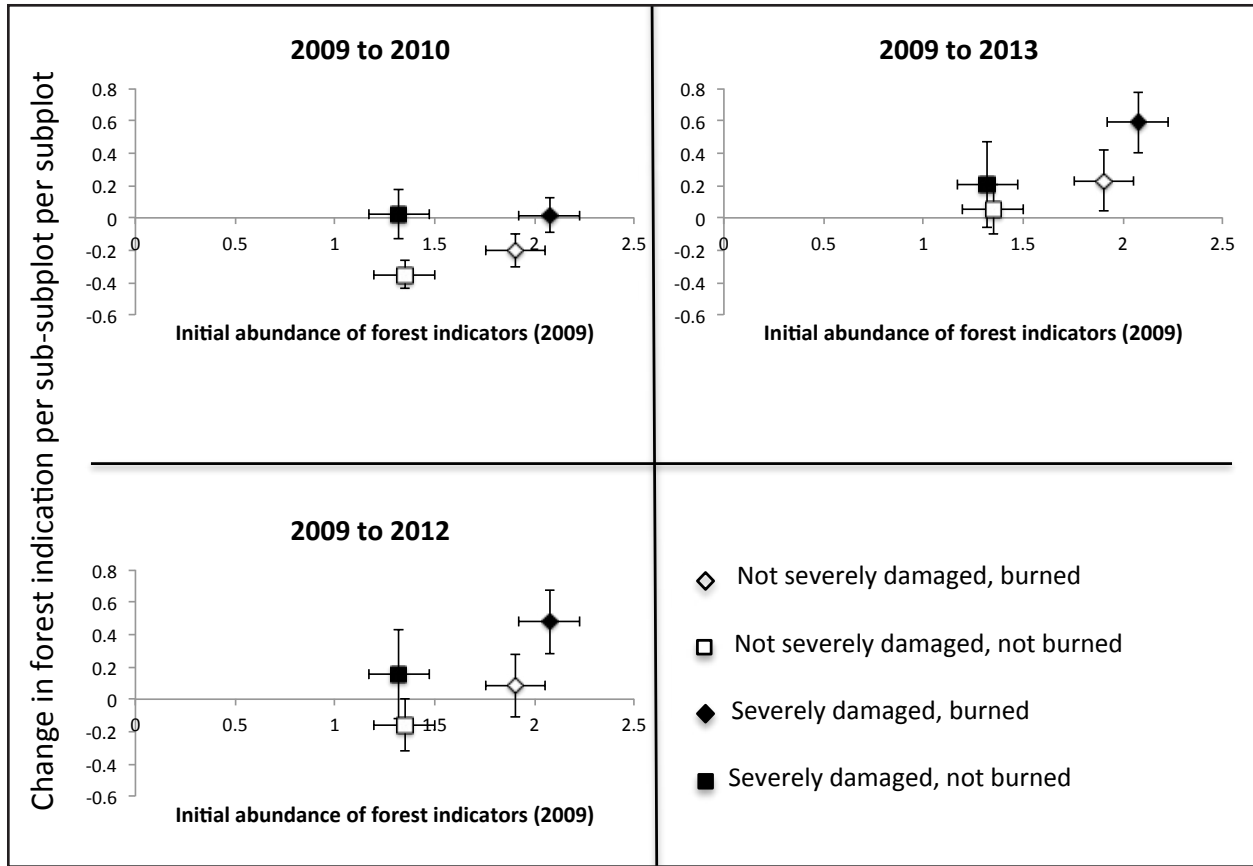 Change in forest indication per sub-subplot per subplot
2009 to 2010
0.8
0.6
0.4
0.2
0
-0.2
-0.4
-0.6
0 0.5 1 1.5 2 2.5
Initial abundance of forest indicators (2009)
2009 to 2013
0.8
0.6
0.4
0.2
0
-0.2
-0.4
-0.6
0 0.5 1 1.5 2 2.5
Initial abundance of forest indicators (2009)
2009 to 2012
0.8
0.6
0.4
0.2
0
-0.2
-0.4
-0.6
0 0.5 1 1.5 2 2.5
Initial abundance of forest indicators (2009)
Not severely damaged, burned
Not severely damaged, not burned
Severely damaged, burned
Severely damaged, not burned